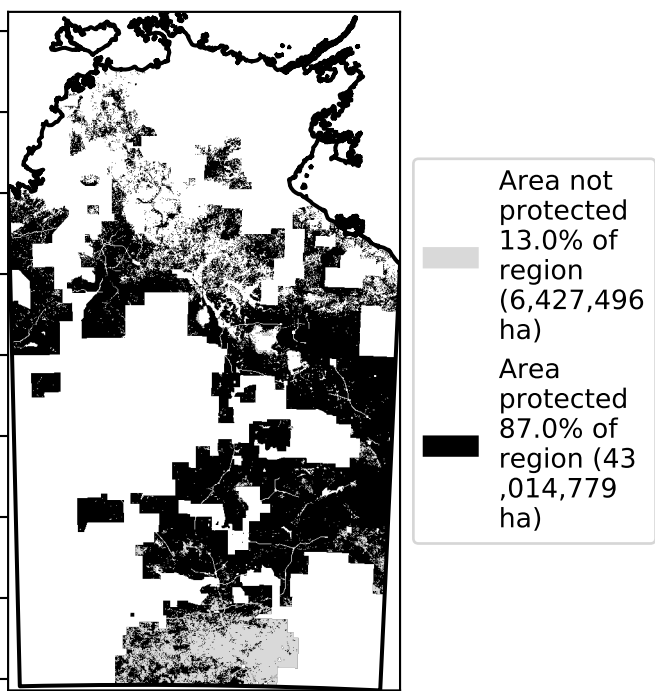 Area not
protected
13.0% of
region
(6,427,496
ha)
Area
protected
87.0% of
region (43
,014,779
ha)